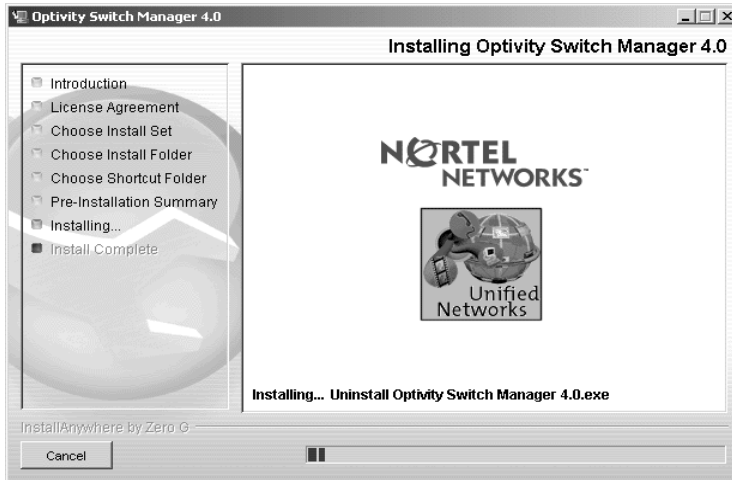 Optivity Switch Manager 4.0
Installing Optivity Switch Manager 4.0
Introduction
License Agreement
Choose Install Set
Choose Install Folder
Choose Shortcut Folder
Pre-Installation Summary
Installing...
Install Complete
NORTEL
NETWORKS™
Unified
Networks
Installing... Uninstall Optivity Switch Manager 4.0.exe
InstallAnywhere by Zero G
Cancel